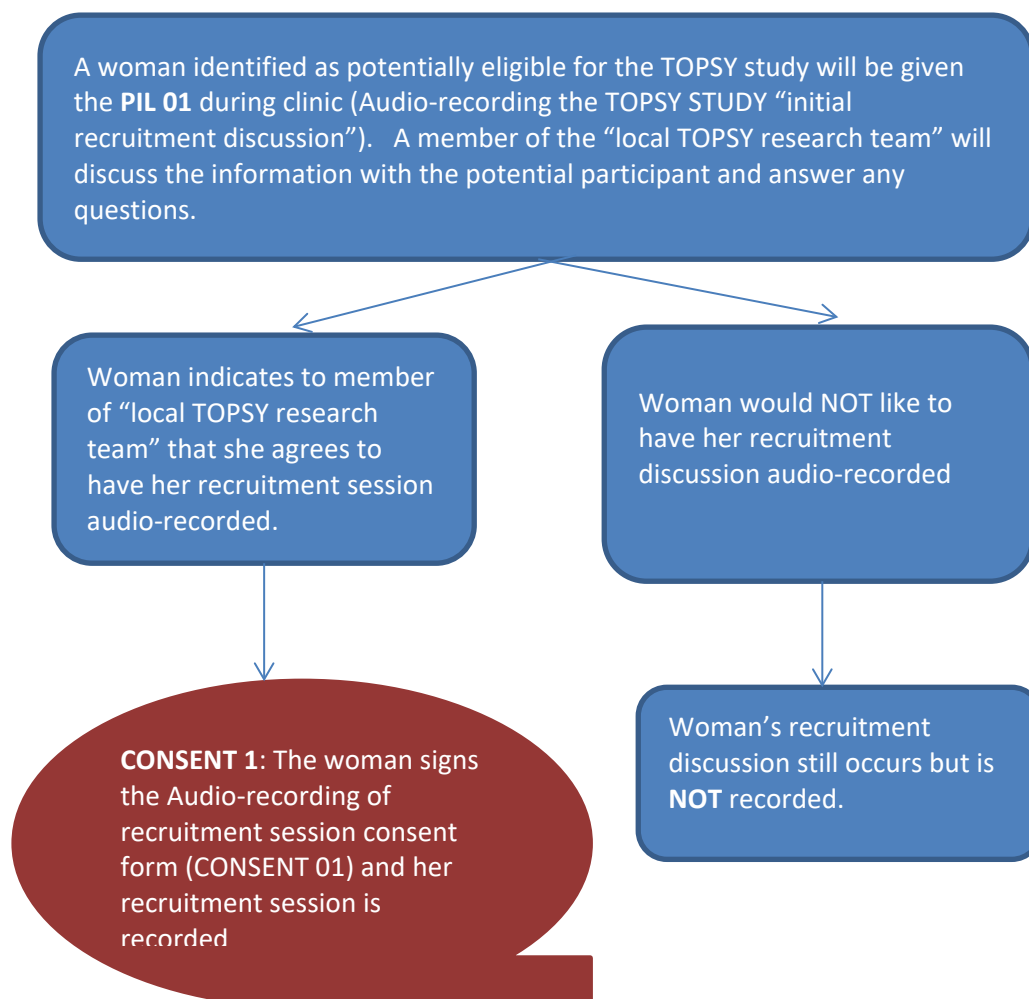 A woman identified as potentially eligible for the TOPSY study will be given
the PIL 01 during clinic (Audio-recording the TOPSY STUDY “initial
recruitment discussion”). A member of the “local TOPSY research team” will
discuss the information with the potential participant and answer any
questions.
Woman indicates to member
of “local TOPSY research
team” that she agrees to
have her recruitment session
audio-recorded.
Woman would NOT like to
have her recruitment
discussion audio-recorded
CONSENT 1: The woman signs
the Audio-recording of
recruitment session consent
form (CONSENT 01) and her
recruitment session is
recorded
Woman’s recruitment
discussion still occurs but is
NOT recorded.